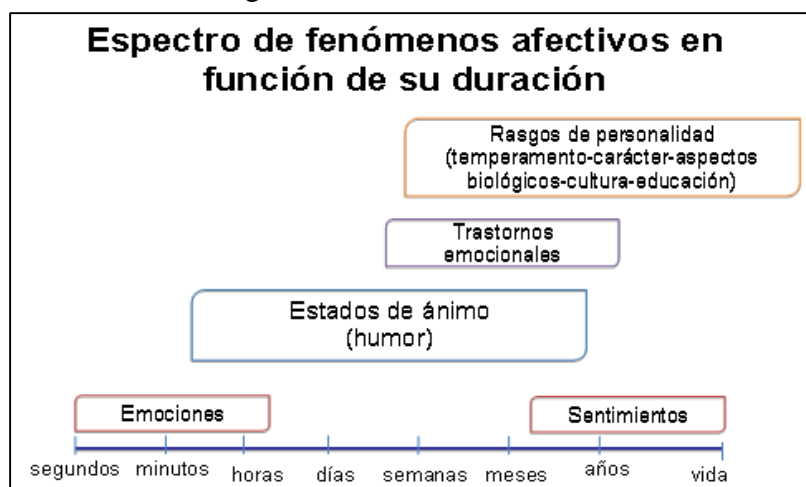 Espectro de fenómenos afectivos en
función de su duración
Rasgos de personalidad
(temperamento-carácter-aspectos
biológicos-cultura-educación)
Trastornos
emocionales
Estados de ánimo
(humor)
Emociones
Sentimientos
segundos minutos horas días semanas meses años vida